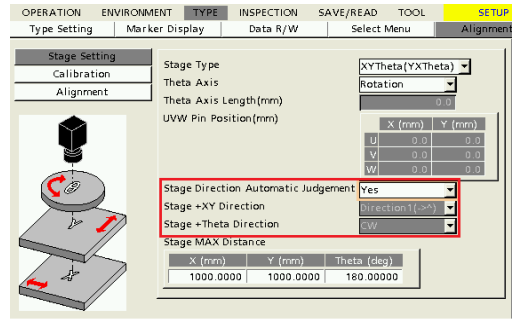 OPERATION ENVIRONMENT TYPE INSPECTION SAVE/READ TOOL SETUP
Type Setting Marker Display Data R/W Select Menu Alignment
Stage Setting
Calibration
Alignment
Stage Type XYTheta(YXTheta)
Theta Axis Rotation
Theta Axis Length(mm) 0.0
UVW Pin Position(mm)
X (mm) Y (mm)
U 0.0 0.0
V 0.0 0.0
W 0.0 0.0
Stage Direction Automatic Judgement Yes
Stage +XY Direction Direction1(->^)
Stage +Theta Direction CW
Stage MAX Distance
X (mm) Y (mm) Theta (deg)
1000.0000 1000.0000 180.00000